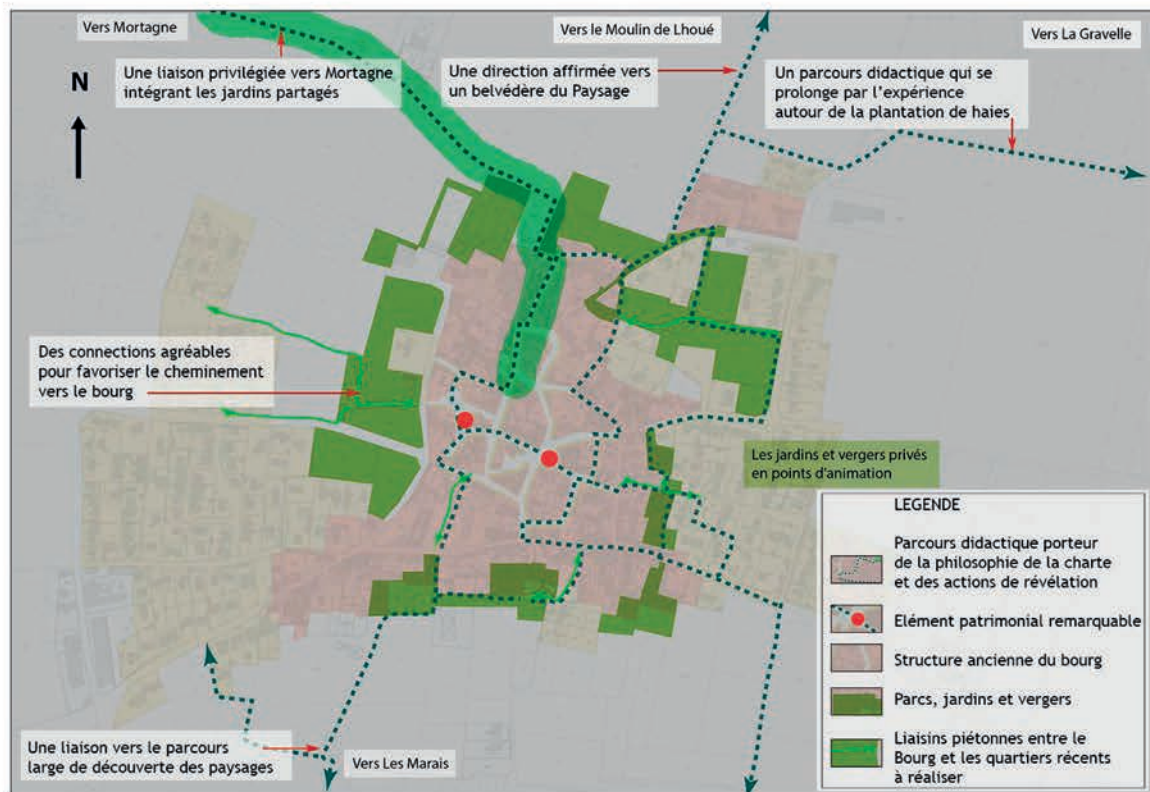 Vers Mortagne
Vers le Moulin de Lhoué
Vers La Gravelle
Une liaison privilégiée vers Mortagne
intégrant les jardins partagés
Une direction affirmée vers
un belvédère du Paysage
Un parcours didactique qui se
prolonge par l'expérience
autour de la plantation de haies
N
Des connections agréables
pour favoriser le cheminement
vers le bourg
Les jardins et vergers privés
en points d'animation
LEGENDE
Parcours didactique porteur
de la philosophie de la charte
et des actions de révélation
Elément patrimonial remarquable
Structure ancienne du bourg
Parcs, jardins et vergers
Liaisins piétonnes entre le
Bourg et les quartiers récents
à réaliser
Une liaison vers le parcours
large de découverte des paysages
Vers Les Marais